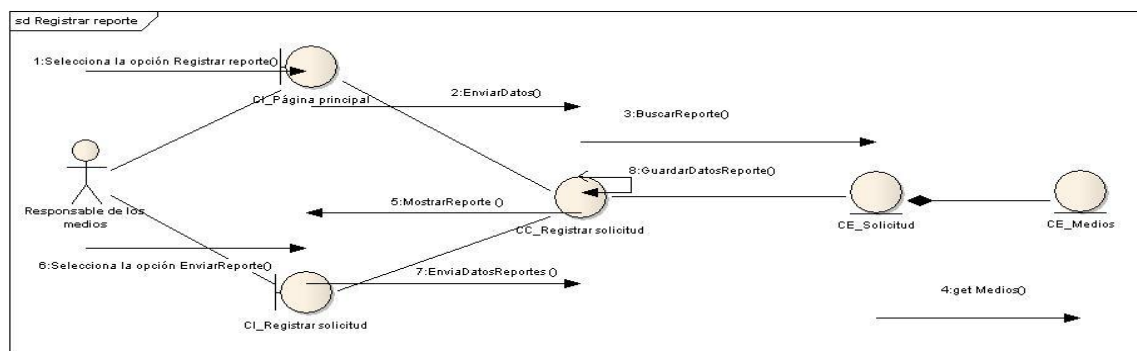 sd Registrar reporte
1:Selecciona la opción Registrar reporte()
CI_Página principal
2:EnviarDatos()
3:BuscarReporte()
8:GuardarDatosReporte()
Responsable de los
medios
5:MostrarReporte ()
CC_Registrar solicitud
CE_Solicitud
CE_Medios
6:Selecciona la opción EnviarReporte()
7:EnviaDatosReportes ()
CI_Registrar solicitud
4:get Medios()